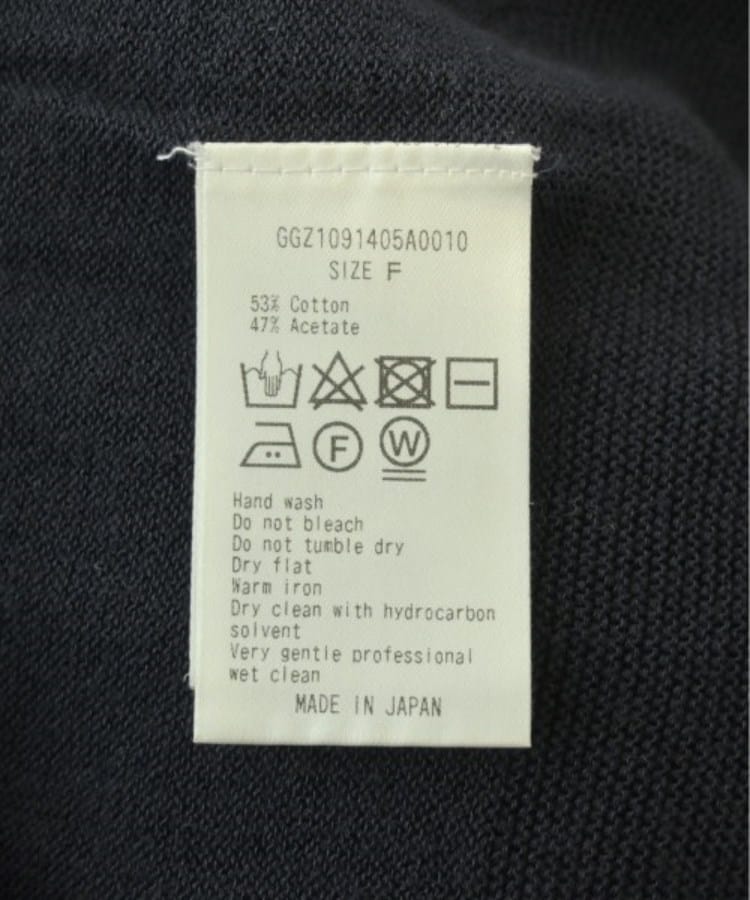 GGZ1091405A0010
SIZE F
53% Cotton
47% Acetate
F W
Hand wash
Do not bleach
Do not tumble dry
Dry flat
Warm iron
Dry clean with hydrocarbon
solvent
Very gentle professional
wet clean
MADE IN JAPAN